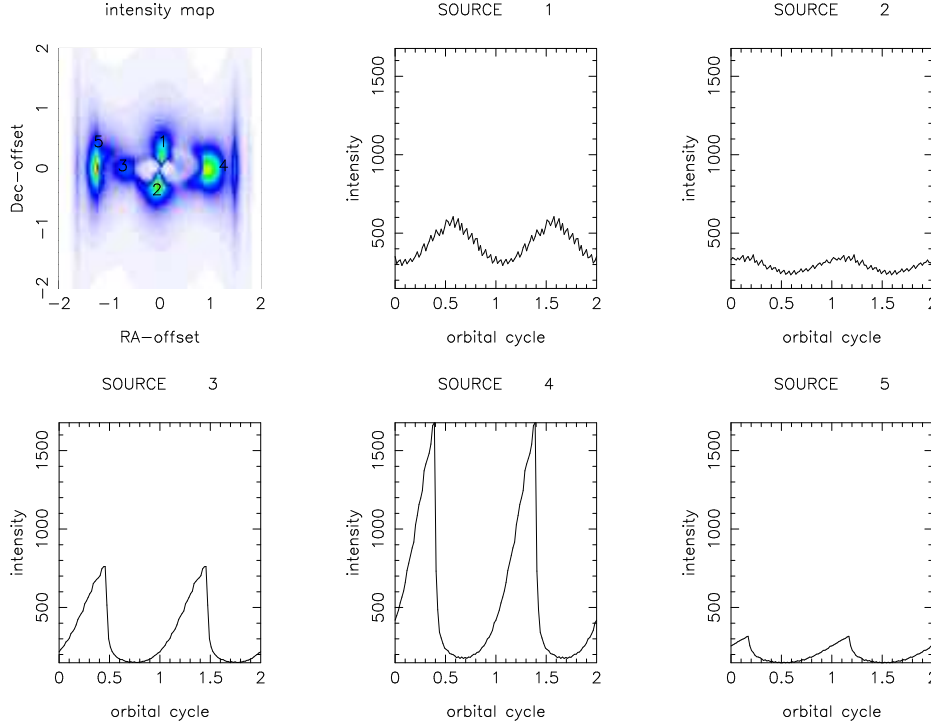 intensity map
SOURCE 1
SOURCE 2
2
1
0
−1
−2
Dec−offset
5
3
1
2
4
−2 −1 0 1 2
RA−offset
1500
1000
500
intensity
0 0.5 1 1.5 2
orbital cycle
1500
1000
500
intensity
0 0.5 1 1.5 2
orbital cycle
SOURCE 3
SOURCE 4
SOURCE 5
1500
1000
500
intensity
0 0.5 1 1.5 2
orbital cycle
1500
1000
500
intensity
0 0.5 1 1.5 2
orbital cycle
1500
1000
500
intensity
0 0.5 1 1.5 2
orbital cycle